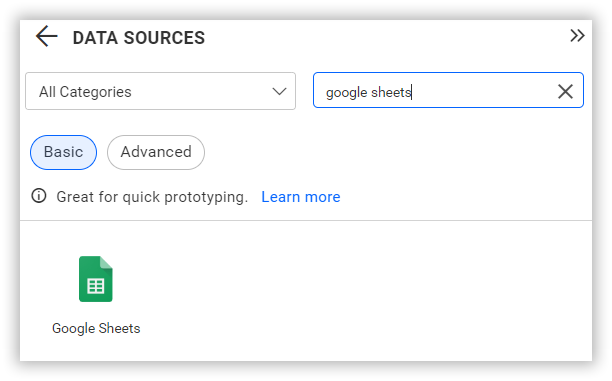 DATA SOURCES
All Categories
google sheets
Basic
Advanced
Great for quick prototyping. Learn more
Google Sheets